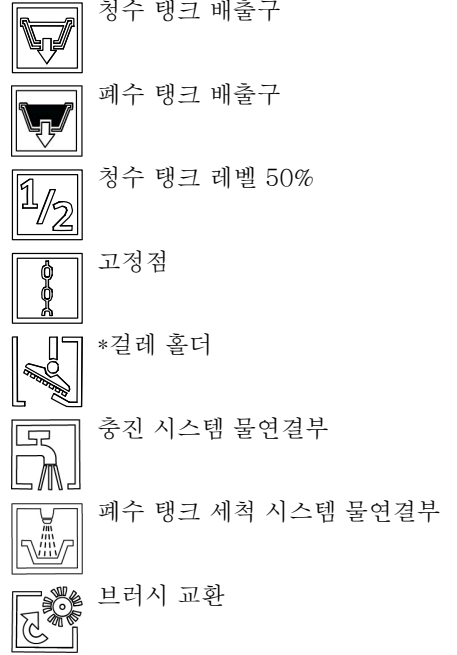 청수 탱크 배출구
폐수 탱크 배출구
1/2 청수 탱크 레벨 50%
고정점
*걸레 홀더
충진 시스템 물연결부
폐수 탱크 세척 시스템 물연결부
브러시 교환